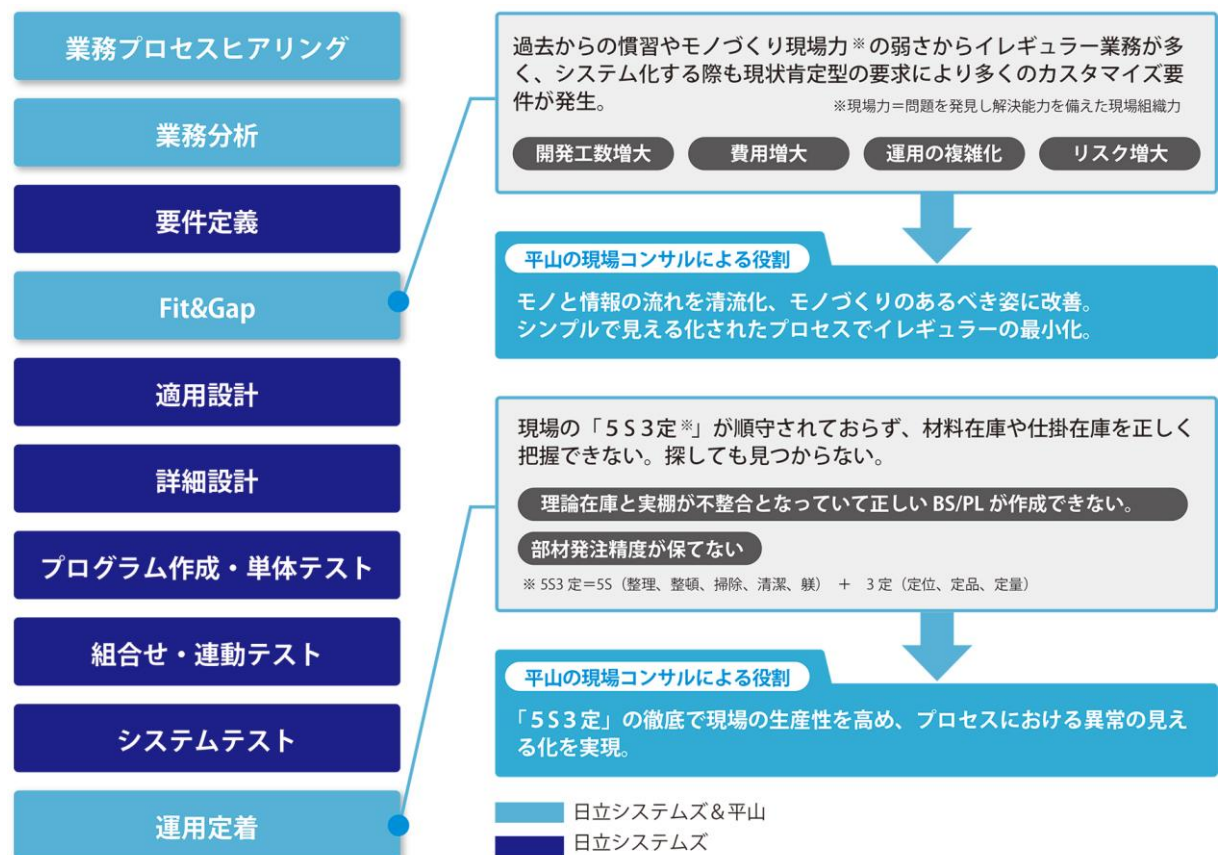 業務プロセスヒアリング
業務分析
要件定義
Fit&Gap
適用設計
詳細設計
プログラム作成・単体テスト
組合せ・連動テスト
システムテスト
運用定着
過去からの慣習やモノづくり現場力※の弱さからイレギュラー業務が多
く、システム化する際も現状肯定型の要求により多くのカスタマイズ要
件が発生。
※現場力＝問題を発見し解決能力を備えた現場組織力
開発工数増大
費用増大
運用の複雑化
リスク増大
平山の現場コンサルによる役割
モノと情報の流れを清流化、モノづくりのあるべき姿に改善。
シンプルで見える化されたプロセスでイレギュラーの最小化。
現場の「5S3定※」が順守されておらず、材料在庫や仕掛在庫を正しく
把握できない。探しても見つからない。
理論在庫と実棚が不整合となっていて正しい BS/PL が作成できない。
部材発注精度が保てない
※ 5S3 定＝5S（整理、整頓、掃除、清潔、躾） ＋ 3 定（定位、定品、定量）
平山の現場コンサルによる役割
「5S3定」の徹底で現場の生産性を高め、プロセスにおける異常の見え
る化を実現。
日立システムズ＆平山
日立システムズ